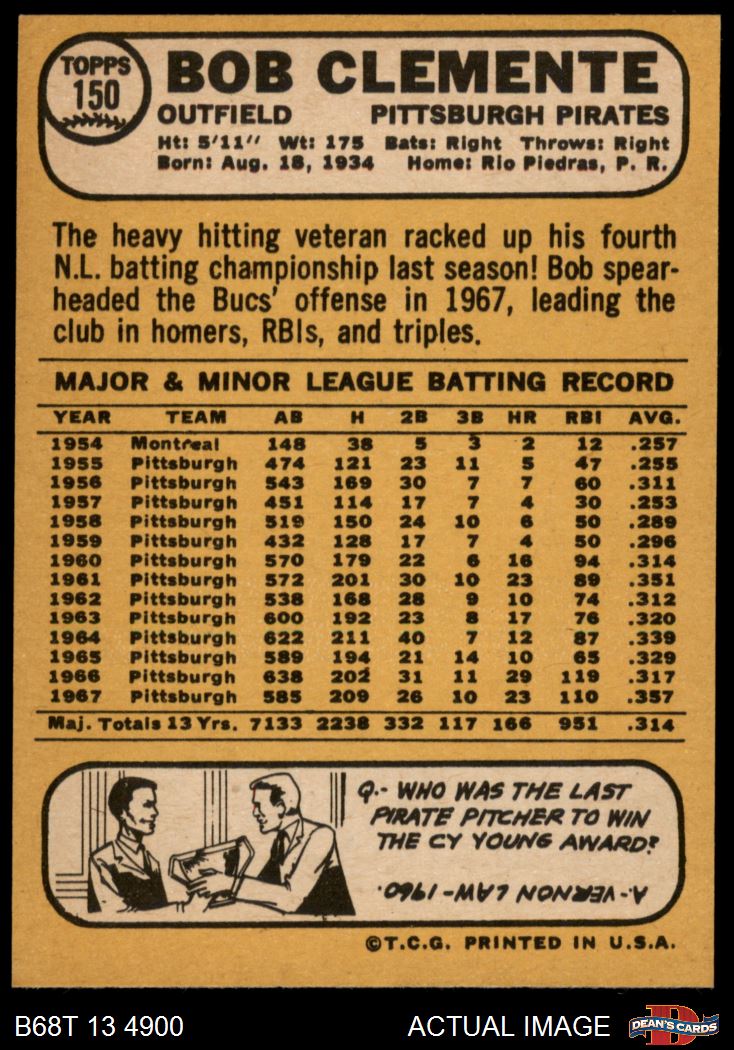 TOPPS
150
BOB CLEMENTE
OUTFIELD PITTSBURGH PIRATES
Ht: 5'11" Wt: 175 Bats: Right Throws: Right
Born: Aug. 18, 1934 Home: Rio Piedras, P. R.
The heavy hitting veteran racked up his fourth
N.L. batting championship last season! Bob spear-
headed the Bucs' offense in 1967, leading the
club in homers, RBIs, and triples.
MAJOR & MINOR LEAGUE BATTING RECORD
YEAR TEAM AB H 2B 3B HR RBI AVG.
1954 Montreal 148 38 5 3 2 12 .257
1955 Pittsburgh 474 121 23 11 5 47 .255
1956 Pittsburgh 543 169 30 7 7 60 .311
1957 Pittsburgh 451 114 17 7 4 30 .253
1958 Pittsburgh 519 150 24 10 6 50 .289
1959 Pittsburgh 432 128 17 7 4 50 .296
1960 Pittsburgh 570 179 22 6 16 94 .314
1961 Pittsburgh 572 201 30 10 23 89 .351
1962 Pittsburgh 538 168 28 9 10 74 .312
1963 Pittsburgh 600 192 23 8 17 76 .320
1964 Pittsburgh 622 211 40 7 12 87 .339
1965 Pittsburgh 589 194 21 14 10 65 .329
1966 Pittsburgh 638 202 31 11 29 119 .317
1967 Pittsburgh 585 209 26 10 23 110 .357
Maj. Totals 13 Yrs. 7133 2238 332 117 166 951 .314
Q.- WHO WAS THE LAST
PIRATE PITCHER TO WIN
THE CY YOUNG AWARD?
A-VERNON LAW-1960.
©T.C.G. PRINTED IN U.S.A.
B68T 13 4900 ACTUAL IMAGE
D
DEAN'S CARDS